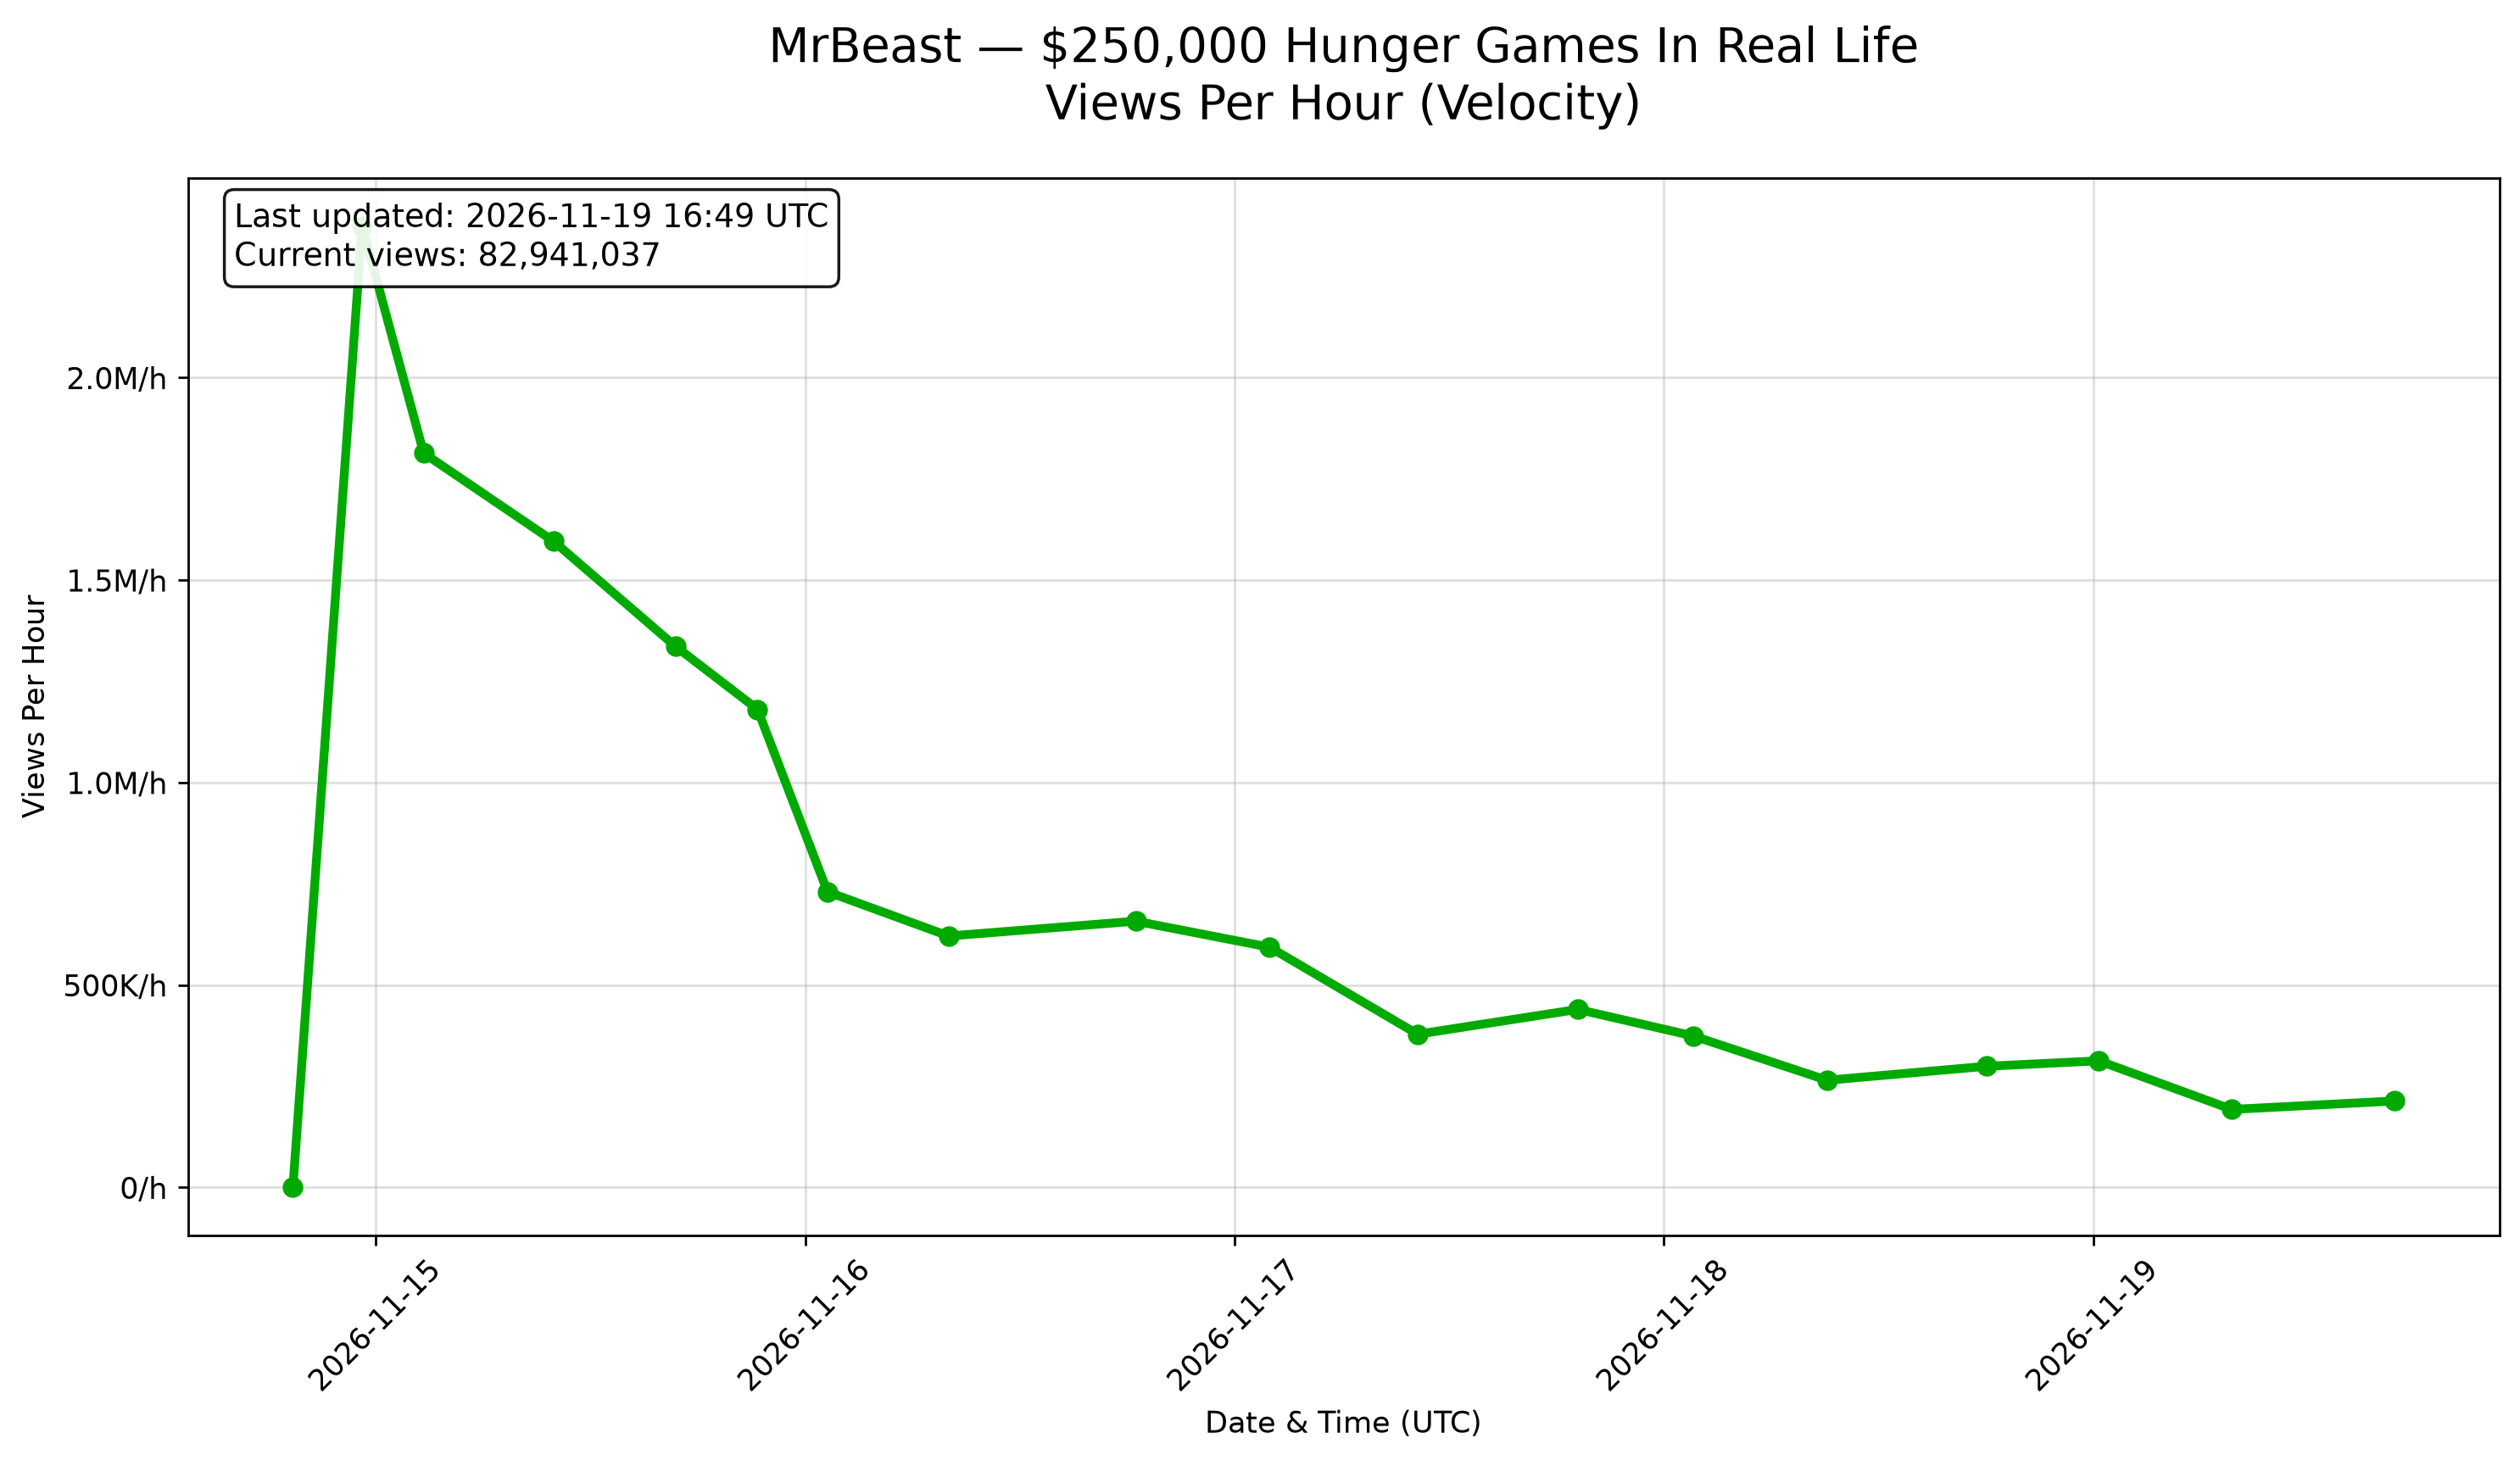 MrBeast — $250,000 Hunger Games In Real Life
Views Per Hour (Velocity)
Last updated: 2026-11-19 16:49 UTC
Current views: 82,941,037
Views Per Hour
2.0M/h
1.5M/h
1.0M/h
500K/h
0/h
2026-11-15
2026-11-16
2026-11-17
2026-11-18
2026-11-19
Date & Time (UTC)